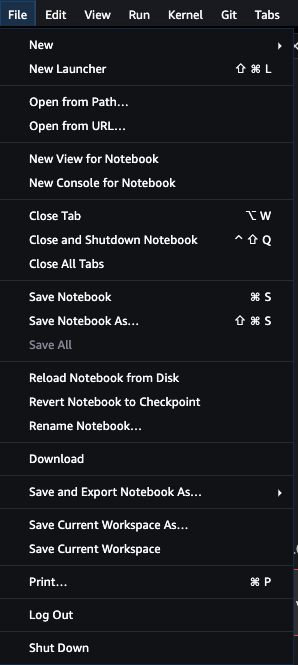 File Edit View Run Kernel Git Tabs
New
New Launcher ⇧ ⌘ L
Open from Path...
Open from URL...
New View for Notebook
New Console for Notebook
Close Tab ⌥ W
Close and Shutdown Notebook ^ ⇧ Q
Close All Tabs
Save Notebook ⌘ S
Save Notebook As... ⇧ ⌘ S
Save All
Reload Notebook from Disk
Revert Notebook to Checkpoint
Rename Notebook...
Download
Save and Export Notebook As...
Save Current Workspace As...
Save Current Workspace
Print... ⌘ P
Log Out
Shut Down